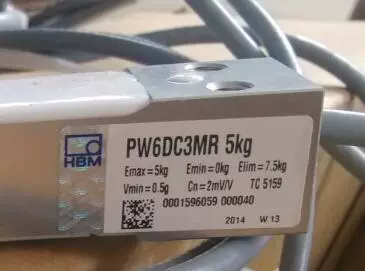 HBM
PW6DC3MR 5kg
Emax=5kg Emin=0kg Elim=7.5kg
Vmin=0.5g Cn=2mV/V TC 5159
0001596059 000040
2014 W 13